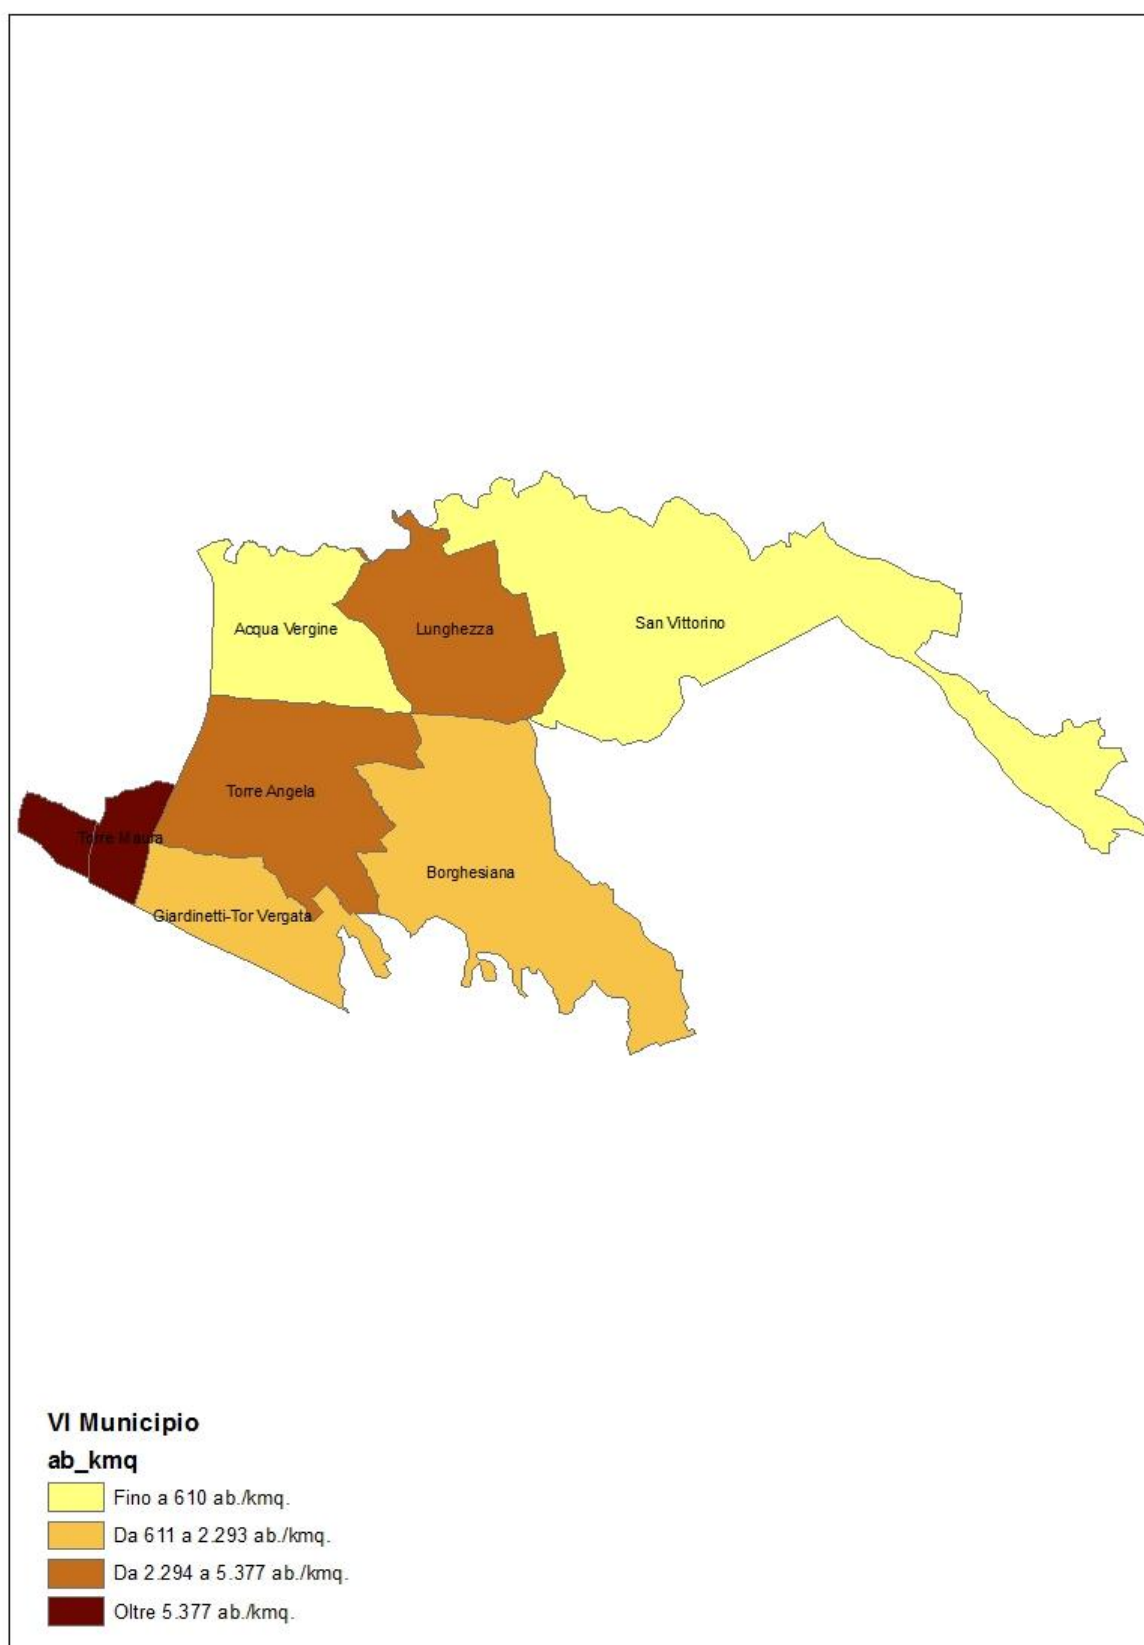 San Vittorino
Acqua Vergine
Lunghezza
Torre Angela
Torre Maura
Borghesiana
Giardinetti-Tor Vergata
VI Municipio
ab_kmq
Fino a 610 ab./kmq.
Da 611 a 2.293 ab./kmq.
Da 2.294 a 5.377 ab./kmq.
Oltre 5.377 ab./kmq.